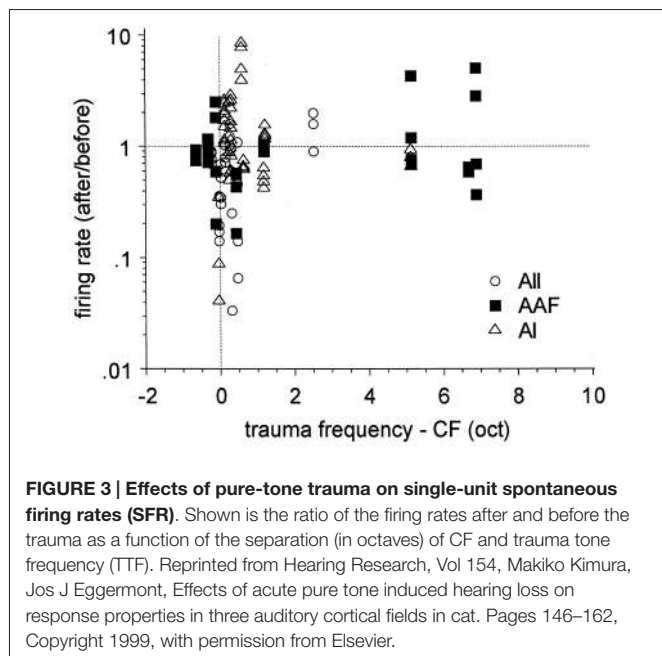 10
1
.1
.01
firing rate (after/before)
-2 0 2 4 6 8 10
trauma frequency - CF (oct)
AII
AAF
AI
FIGURE 3 | Effects of pure-tone trauma on single-unit spontaneous
firing rates (SFR). Shown is the ratio of the firing rates after and before the
trauma as a function of the separation (in octaves) of CF and trauma tone
frequency (TTF). Reprinted from Hearing Research, Vol 154, Makiko Kimura,
Jos J Eggermont, Effects of acute pure tone induced hearing loss on
response properties in three auditory cortical fields in cat. Pages 146–162,
Copyright 1999, with permission from Elsevier.